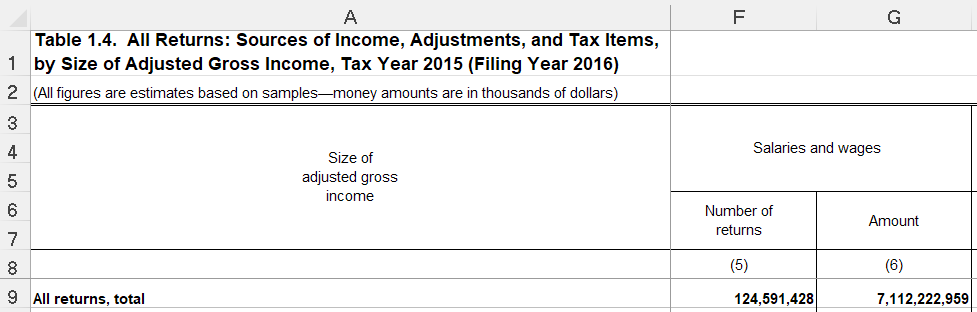 A F G
1 Table 1.4. All Returns: Sources of Income, Adjustments, and Tax Items,
by Size of Adjusted Gross Income, Tax Year 2015 (Filing Year 2016)
2 (All figures are estimates based on samples—money amounts are in thousands of dollars)
3
4 Salaries and wages
Size of
5 adjusted gross
income
6 Number of
returns Amount
7
8 (5) (6)
9 All returns, total 124,591,428 7,112,222,959